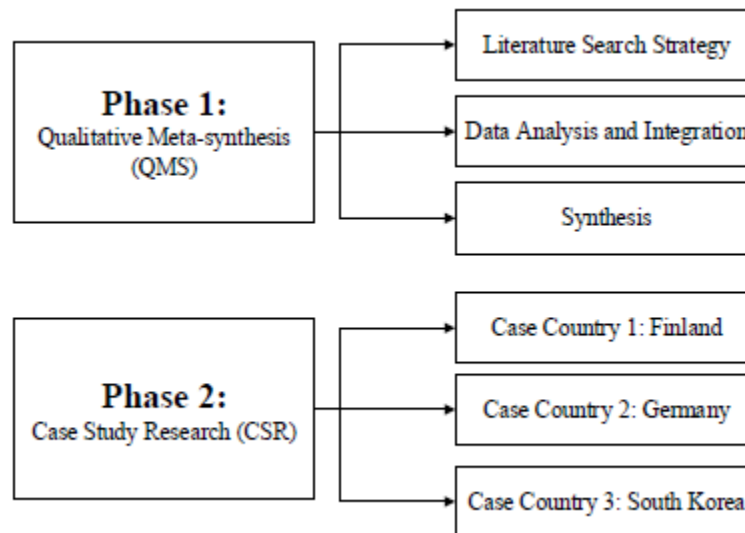 Phase 1:
Qualitative Meta-synthesis
(QMS)
Literature Search Strategy
Data Analysis and Integration
Synthesis
Phase 2:
Case Study Research (CSR)
Case Country 1: Finland
Case Country 2: Germany
Case Country 3: South Korea